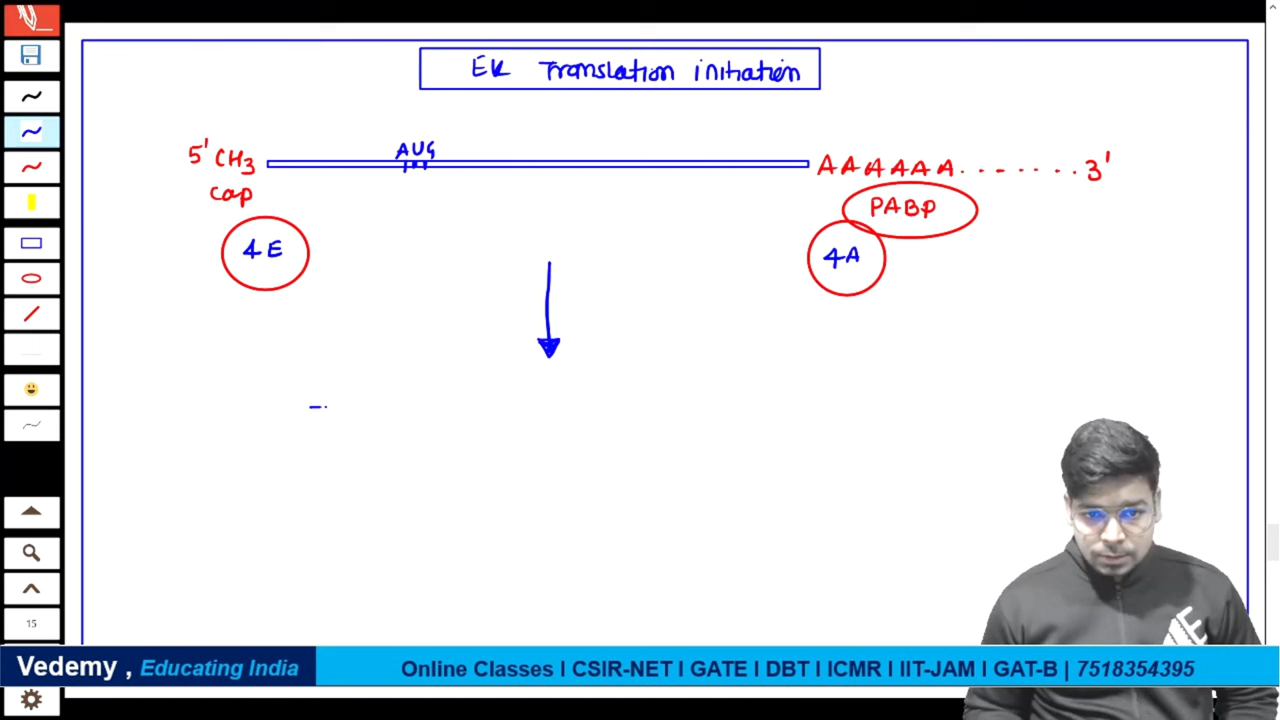 EK Translation initiation
AUG
5' CH3 AAAAAA........3'
Cap
PABP
4E 4A
15
Vedemy , Educating India Online Classes I CSIR-NET I GATE I DBT I ICMR I IIT-JAM I GAT-B | 7518354395